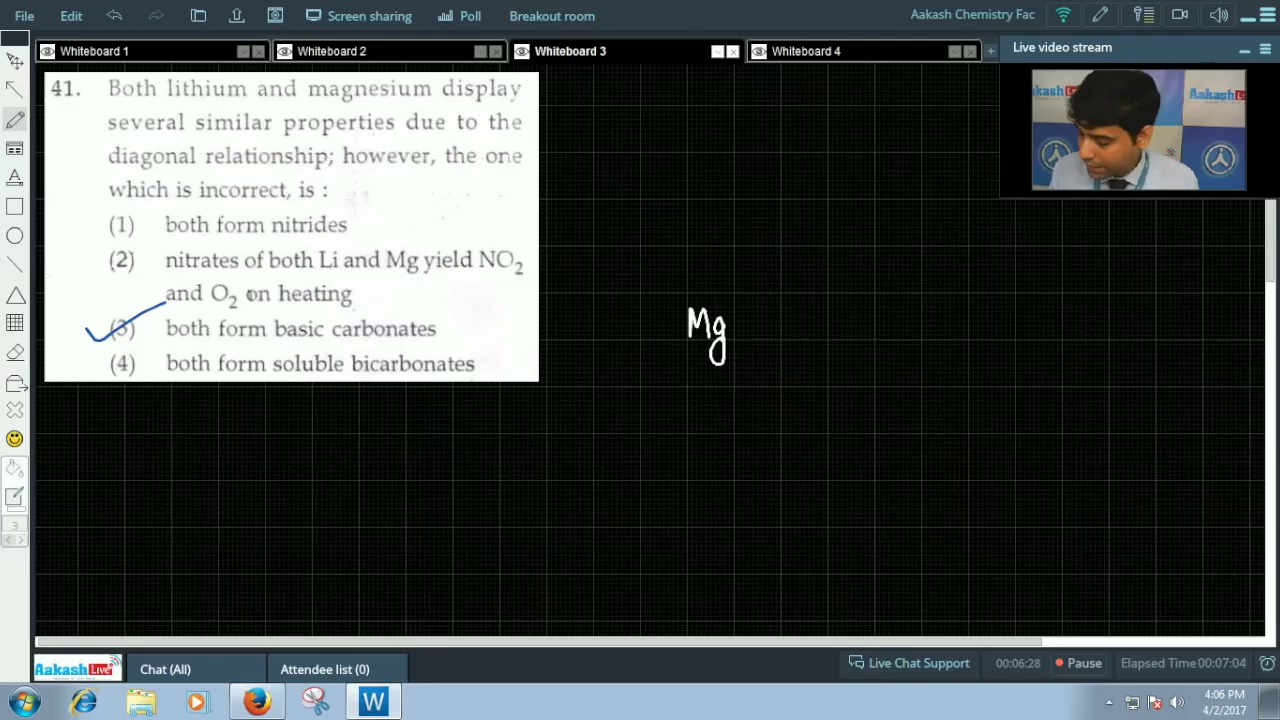 File Edit Screen sharing Poll Breakout room Aakash Chemistry Fac
Whiteboard 1 Whiteboard 2 Whiteboard 3 Whiteboard 4 + Live video stream
41. Both lithium and magnesium display
several similar properties due to the
diagonal relationship; however, the one
which is incorrect, is :
(1) both form nitrides
(2) nitrates of both Li and Mg yield NO₂
and O₂ on heating
(3) both form basic carbonates
(4) both form soluble bicarbonates
Mg
akashLive AakashLi
3
AakashLive Chat (All) Attendee list (0) Live Chat Support 00:06:28 Pause Elapsed Time 00:07:04
4:06 PM
4/2/2017